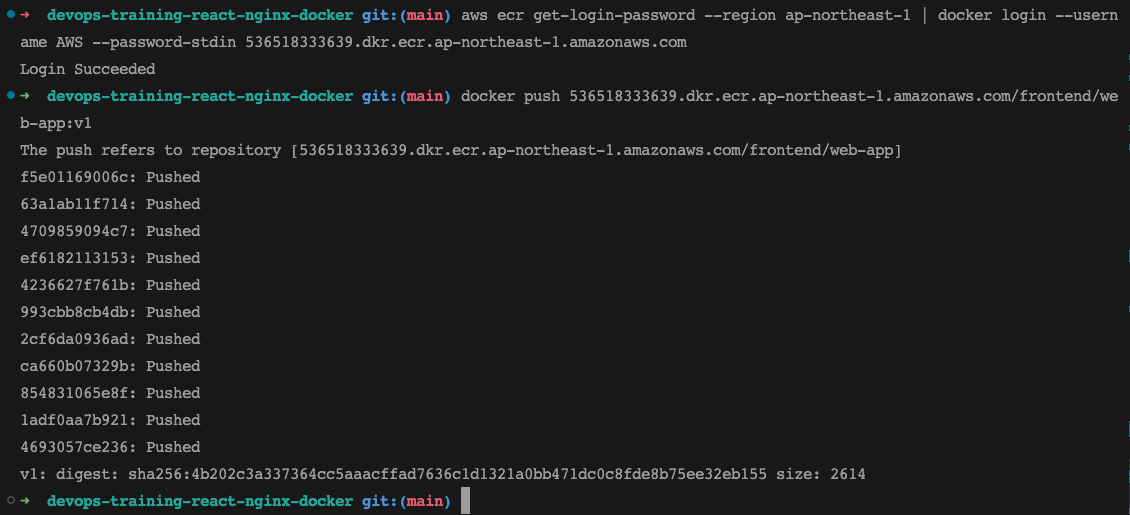 ➜  devops-training-react-nginx-docker git:(main) aws ecr get-login-password --region ap-northeast-1 | docker login --usern
ame AWS --password-stdin 536518333639.dkr.ecr.ap-northeast-1.amazonaws.com
Login Succeeded
➜  devops-training-react-nginx-docker git:(main) docker push 536518333639.dkr.ecr.ap-northeast-1.amazonaws.com/frontend/we
b-app:v1
The push refers to repository [536518333639.dkr.ecr.ap-northeast-1.amazonaws.com/frontend/web-app]
f5e01169006c: Pushed
63a1ab11f714: Pushed
4709859094c7: Pushed
ef6182113153: Pushed
4236627f761b: Pushed
993cbb8cb4db: Pushed
2cf6da0936ad: Pushed
ca660b07329b: Pushed
854831065e8f: Pushed
1adf0aa7b921: Pushed
4693057ce236: Pushed
v1: digest: sha256:4b202c3a337364cc5aaacffad7636c1d1321a0bb471dc0c8fde8b75ee32eb155 size: 2614
➜  devops-training-react-nginx-docker git:(main)